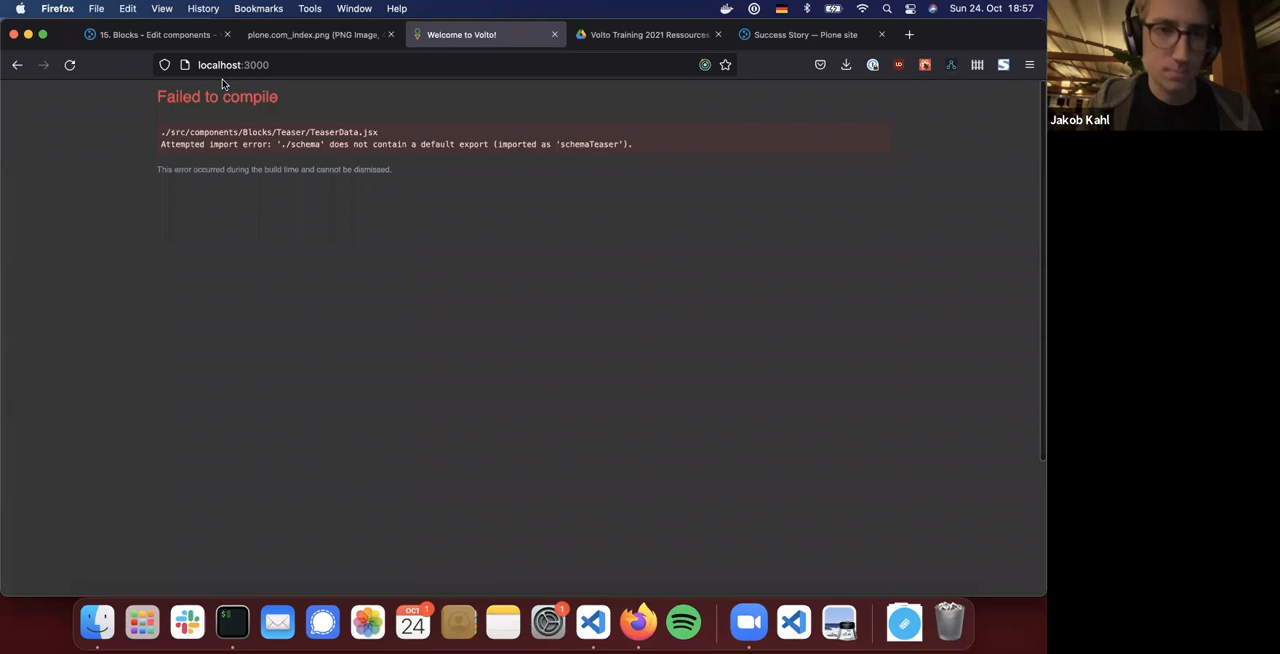 Firefox File Edit View History Bookmarks Tools Window Help Sun 24. Oct 18:57
15. Blocks – Edit components –
plone.com_index.png (PNG Image,
Welcome to Volto!
Volto Training 2021 Ressources
Success Story — Plone site
localhost:3000
Failed to compile
./src/components/Blocks/Teaser/TeaserData.jsx
Attempted import error: './schema' does not contain a default export (imported as 'schemaTeaser').
This error occurred during the build time and cannot be dismissed.
Jakob Kahl
OCT 1
24
1